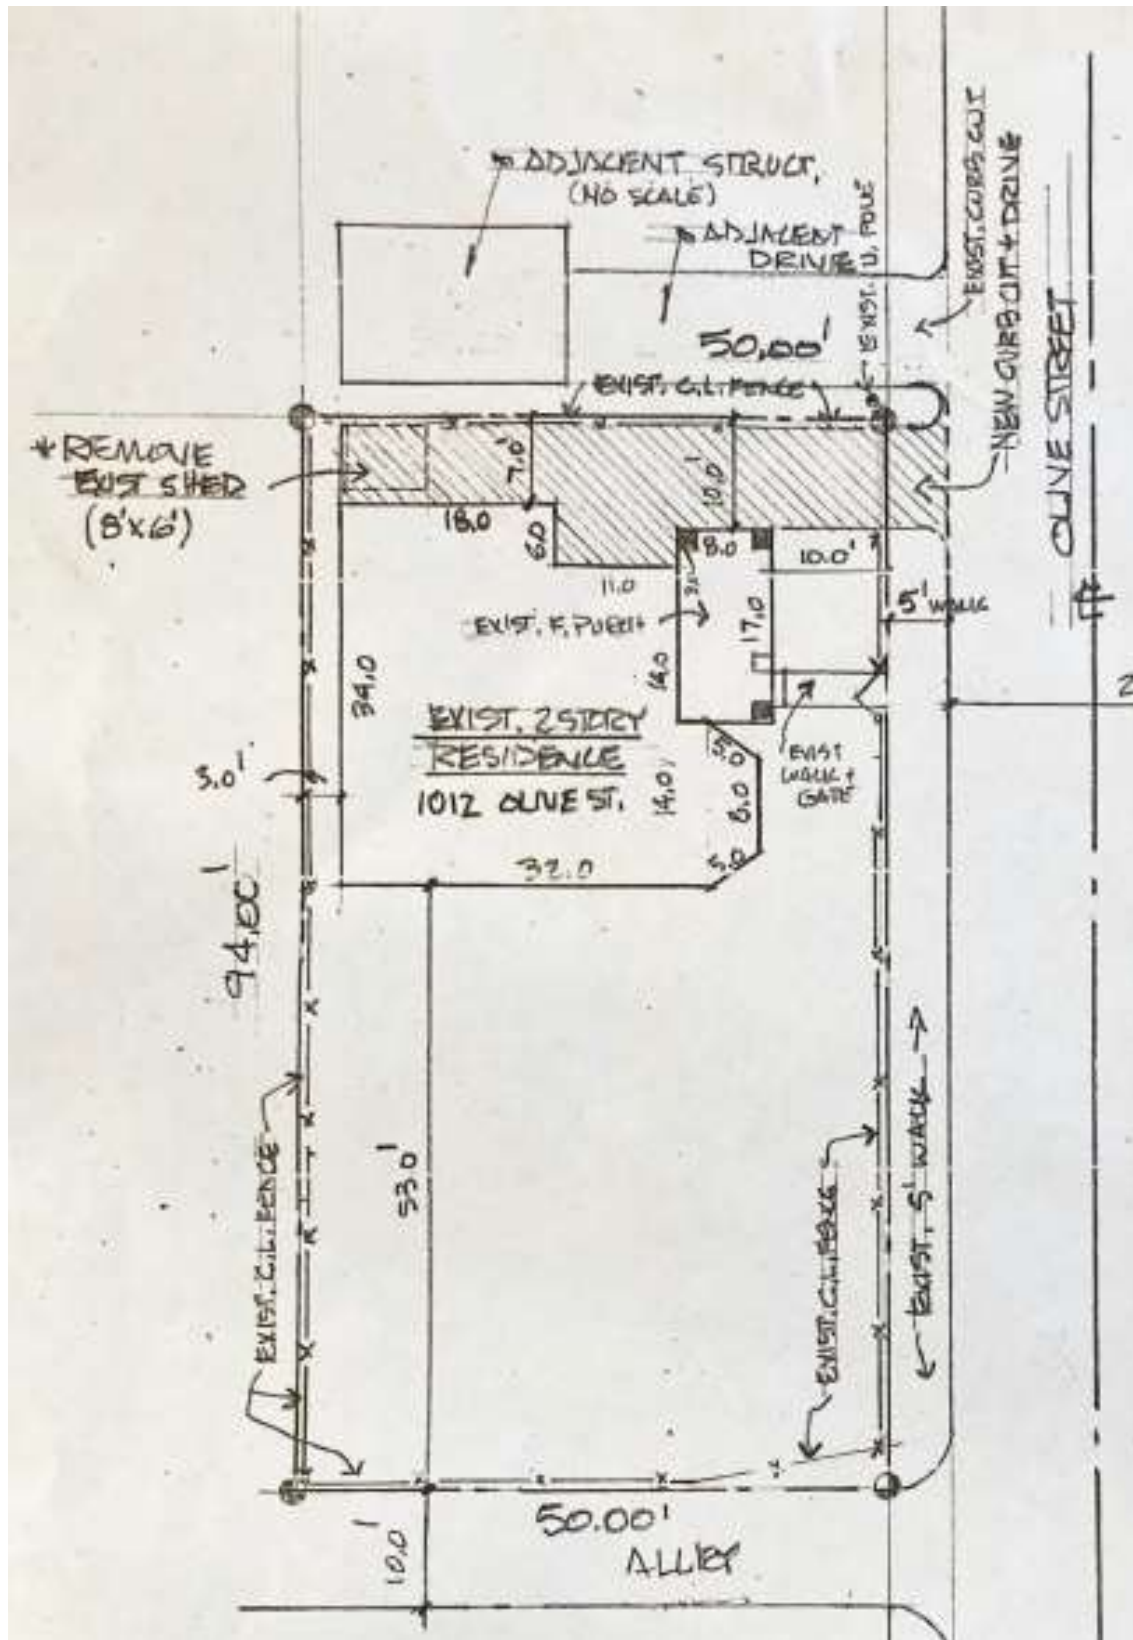 ADJACENT STRUCT.
(NO SCALE)
ADJACENT
DRIVE
EXIST. U. POLE
EXIST. CURB CUT
NEW CURB CUT + DRIVE
OLIVE STREET
50.00'
EXIST. C.L. FENCE
* REMOVE
EXIST SHED
(8'X6')
7.0'
10.0'
18.0
6.0
8.0
10.0'
11.0
5' WALK
EXIST. F. PORCH
17.0
14.0
34.0
2
EXIST. 2 STORY
RESIDENCE
1012 OLIVE ST.
5.0
EXIST
WALK +
GATE
3.0'
14.0
8.0
5.0
32.0
94.00'
53.0'
EXIST. C.L. FENCE
EXIST. C.L. FENCE
EXIST. 5' WALK
50.00'
10.0'
ALLEY